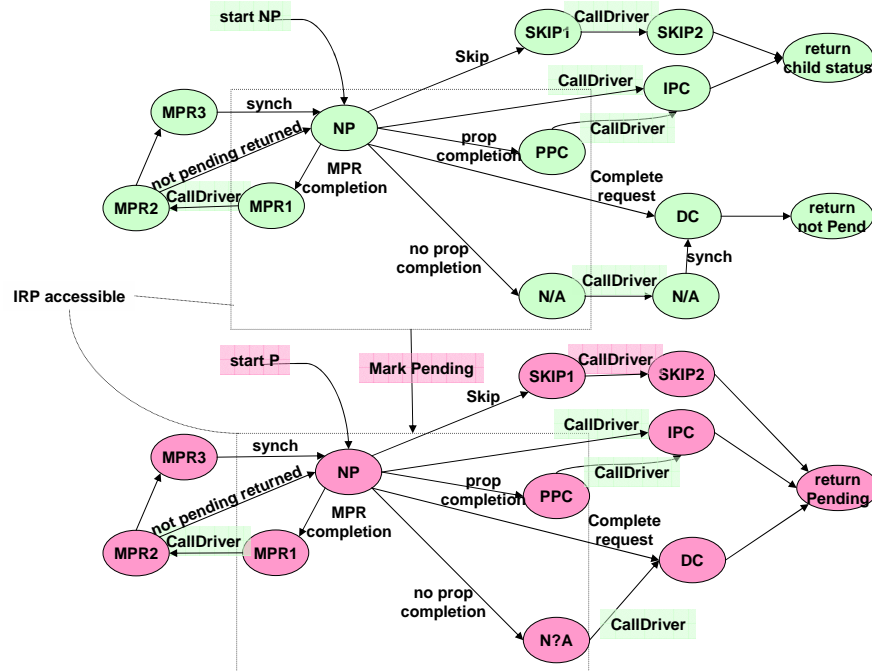 start NP
CallDriver
SKIP1
SKIP2
return
child status
Skip
CallDriver
IPC
MPR3
synch
NP
CallDriver
prop
completion
PPC
not pending returned
MPR
completion
Complete
request
CallDriver
MPR2
MPR1
DC
return
not Pend
no prop
completion
synch
CallDriver
N/A
N/A
IRP accessible
start P
Mark Pending
CallDriver
SKIP1
SKIP2
Skip
CallDriver
IPC
MPR3
synch
NP
CallDriver
prop
completion
PPC
return
Pending
not pending returned
MPR
completion
Complete
request
CallDriver
MPR2
MPR1
DC
no prop
completion
N?A
CallDriver